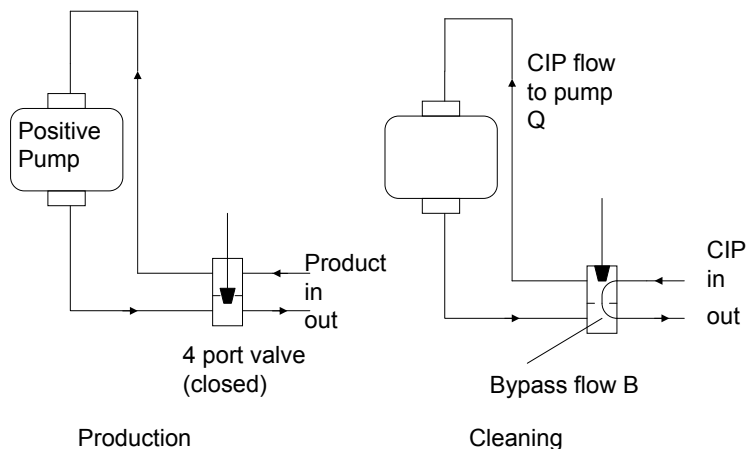 Positive
Pump
Product
in
out
4 port valve
(closed)
Production
CIP flow
to pump
Q
CIP
in
out
Bypass flow B
Cleaning